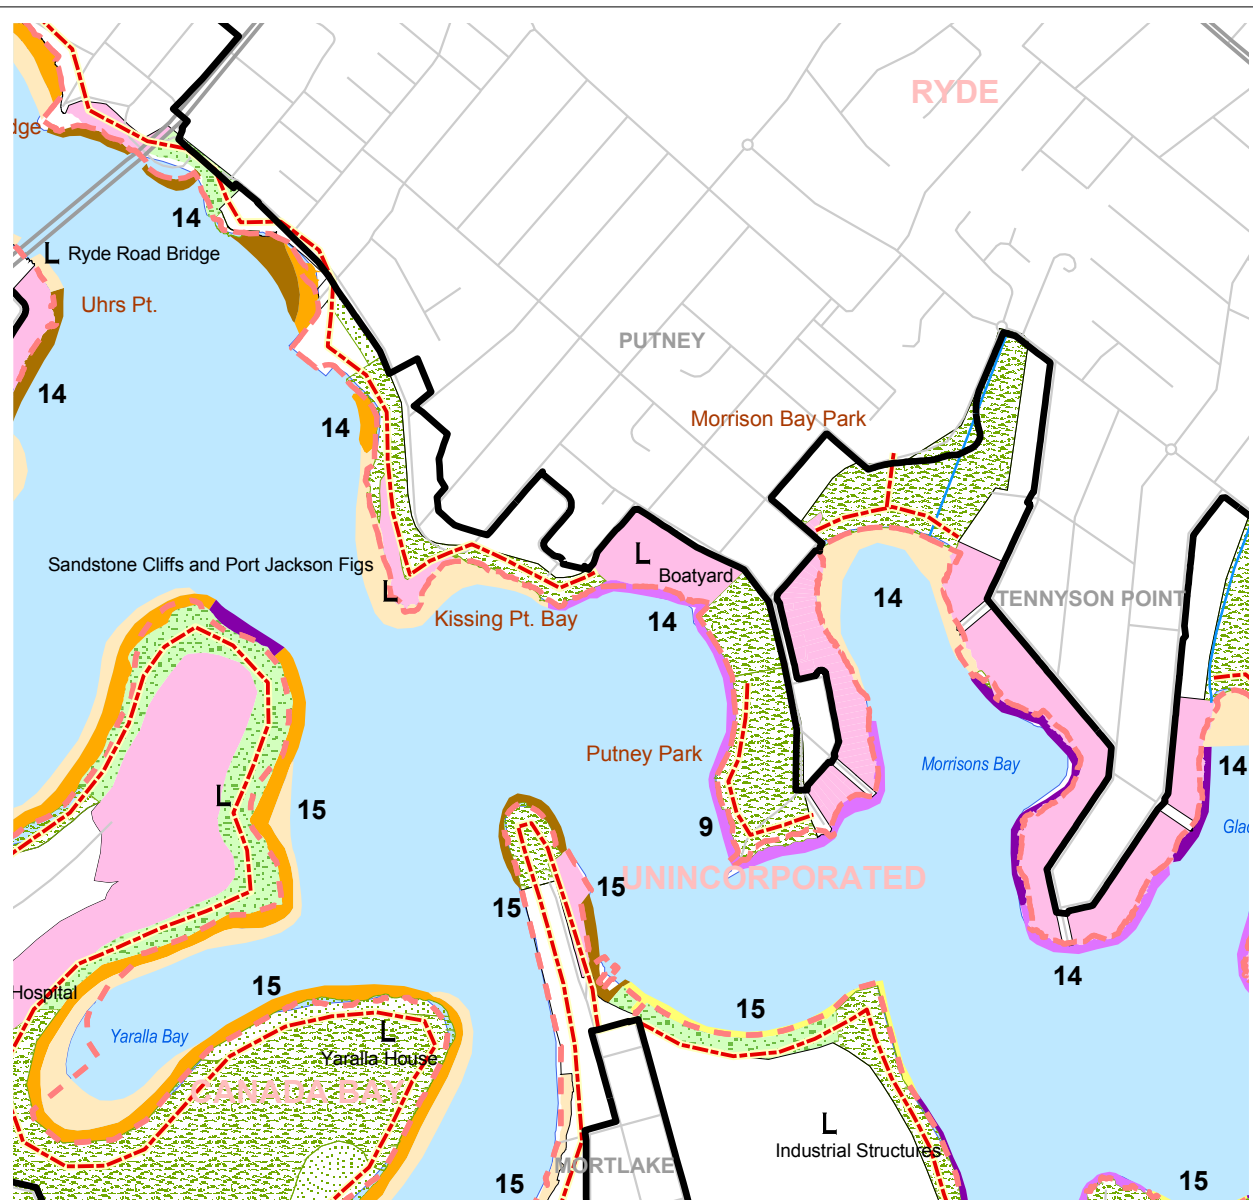 RYDE
dge
14
L Ryde Road Bridge
Uhrs Pt.
PUTNEY
14
Morrison Bay Park
14
L
Boatyard
Sandstone Cliffs and Port Jackson Figs
L
Kissing Pt. Bay
14
14
TENNYSON POINT
Putney Park
Morrisons Bay
14
L
15
9
UNINCORPORATED
15
15
14
15
Hospital
15
Yaralla Bay
L
Yaralla House
CANADA BAY
L
Industrial Structures
MORTLAKE
15
15